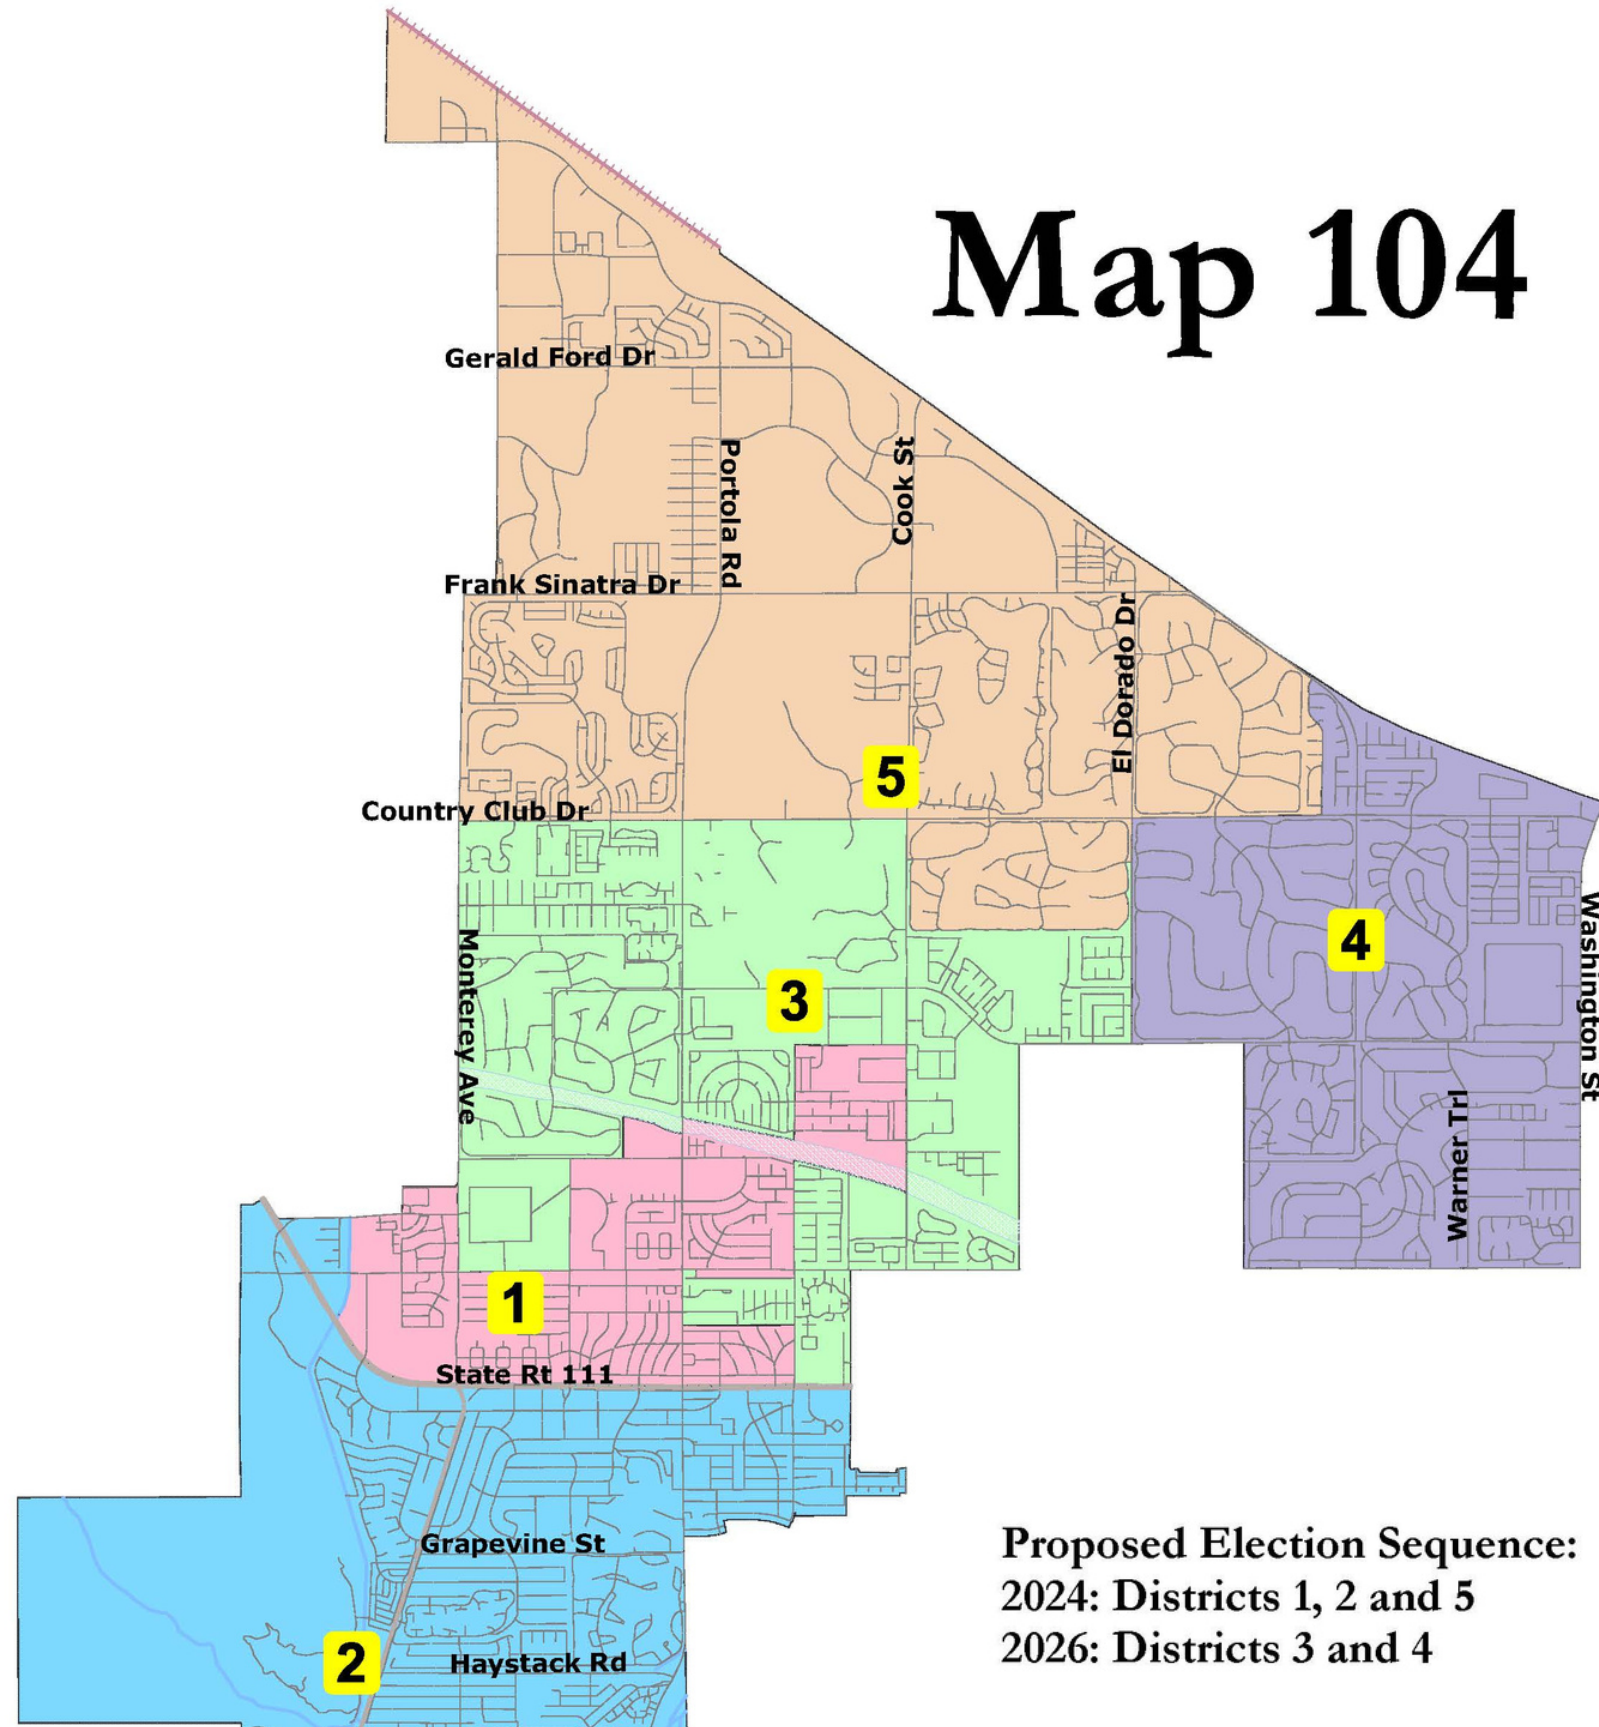 Map 104
Gerald Ford Dr
Portola Rd
Cook St
Frank Sinatra Dr
El Dorado Dr
5
Country Club Dr
4
Washington St
Monterey Ave
3
Warner Trl
1
State Rt 111
Grapevine St
2
Haystack Rd
Proposed Election Sequence:
2024: Districts 1, 2 and 5
2026: Districts 3 and 4